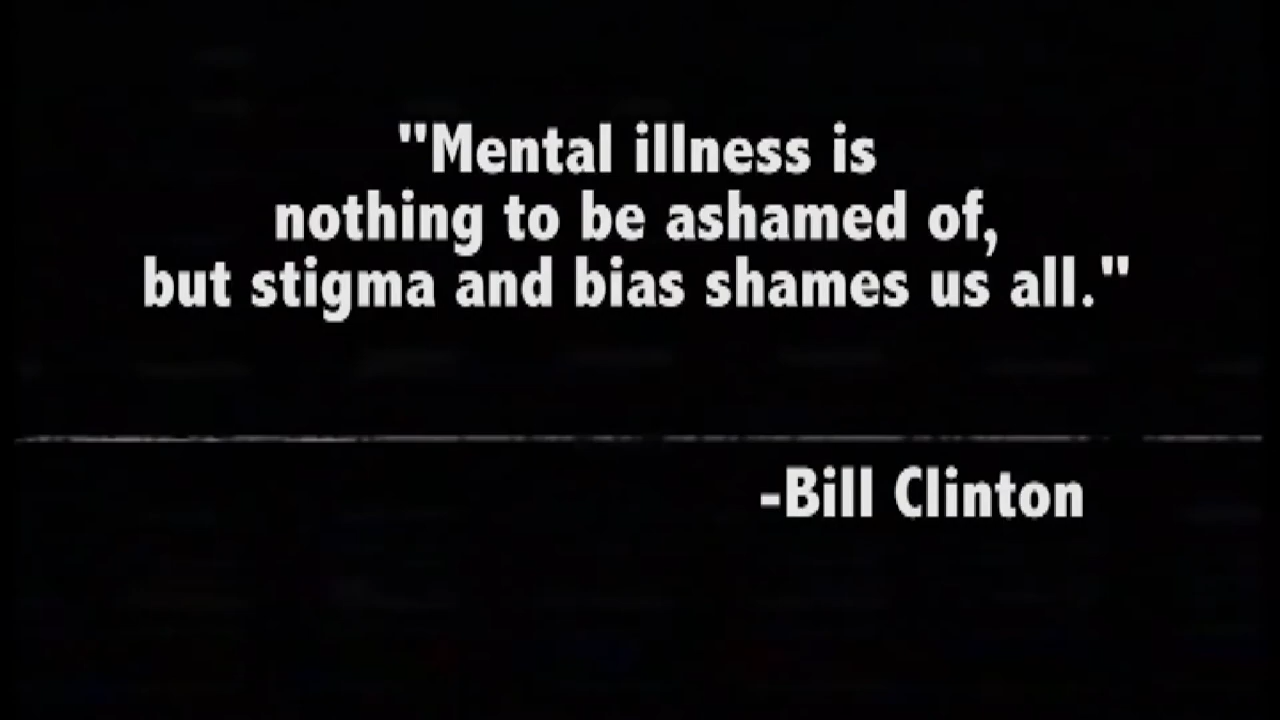 "Mental illness is
nothing to be ashamed of,
but stigma and bias shames us all."
-Bill Clinton